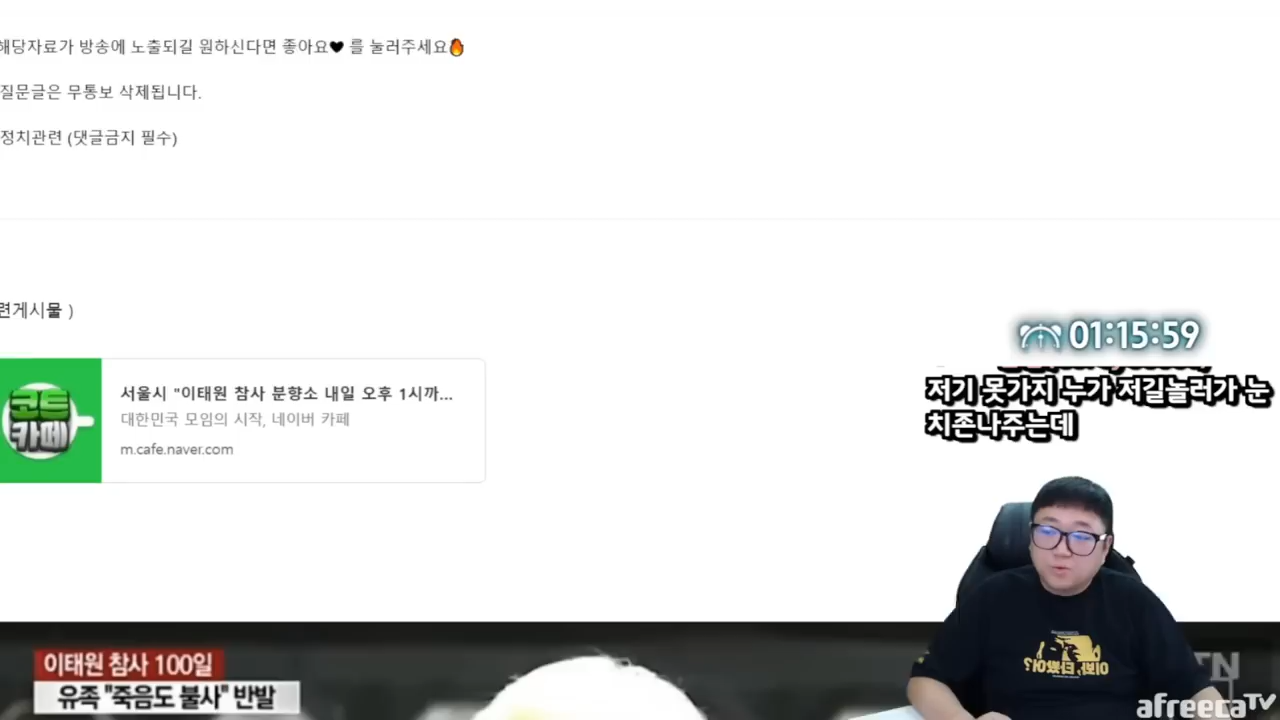 해당자료가 방송에 노출되길 원하신다면 좋아요🖤 를 눌러주세요🔥
질문글은 무통보 삭제됩니다.
정치관련 (댓글금지 필수)
련게시물 )
코드
카페
서울시 "이태원 참사 분향소 내일 오후 1시까...
대한민국 모임의 시작, 네이버 카페
m.cafe.naver.com
01:15:59
저기 못가지 누가 저길놀러가 눈
치존나주는데
이태원 참사 100일
유족 "죽음도 불사" 반발
TN
afreecaTV